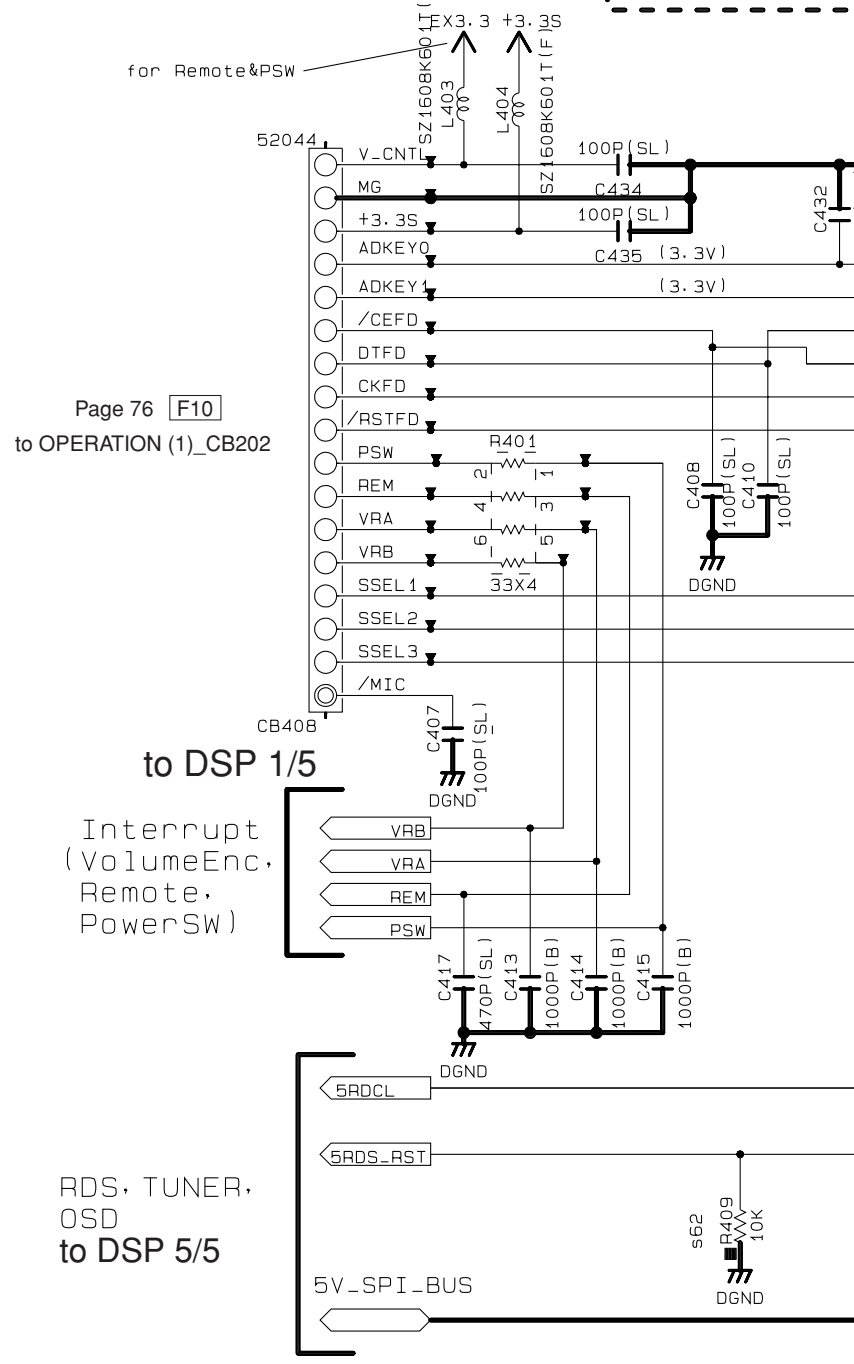 EX3.3 +3.3S
SZ1608K601T(
L403
L404
SZ1608K601T(F)
for Remote&PSW
52044
V_CNTL
100P(SL)
C434
MG
100P(SL)
C435
C432
+3.3S
ADKEY0
(3.3V)
ADKEY1
(3.3V)
/CEFD
DTFD
CKFD
/RSTFD
Page 76 F10
to OPERATION (1)_CB202
PSW
R401
2 1
REM
4 3
VRA
6 5
VRB
33X4
C408
100P(SL)
C410
100P(SL)
DGND
SSEL1
SSEL2
SSEL3
/MIC
CB408
C407
100P(SL)
DGND
to DSP 1/5
Interrupt
(VolumeEnc,
Remote,
PowerSW)
VRB
VRA
REM
PSW
C417
470P(SL)
C413
1000P(B)
C414
1000P(B)
C415
1000P(B)
DGND
5RDCL
5RDS_RST
RDS, TUNER,
OSD
to DSP 5/5
s62
R409
10K
DGND
5V_SPI_BUS